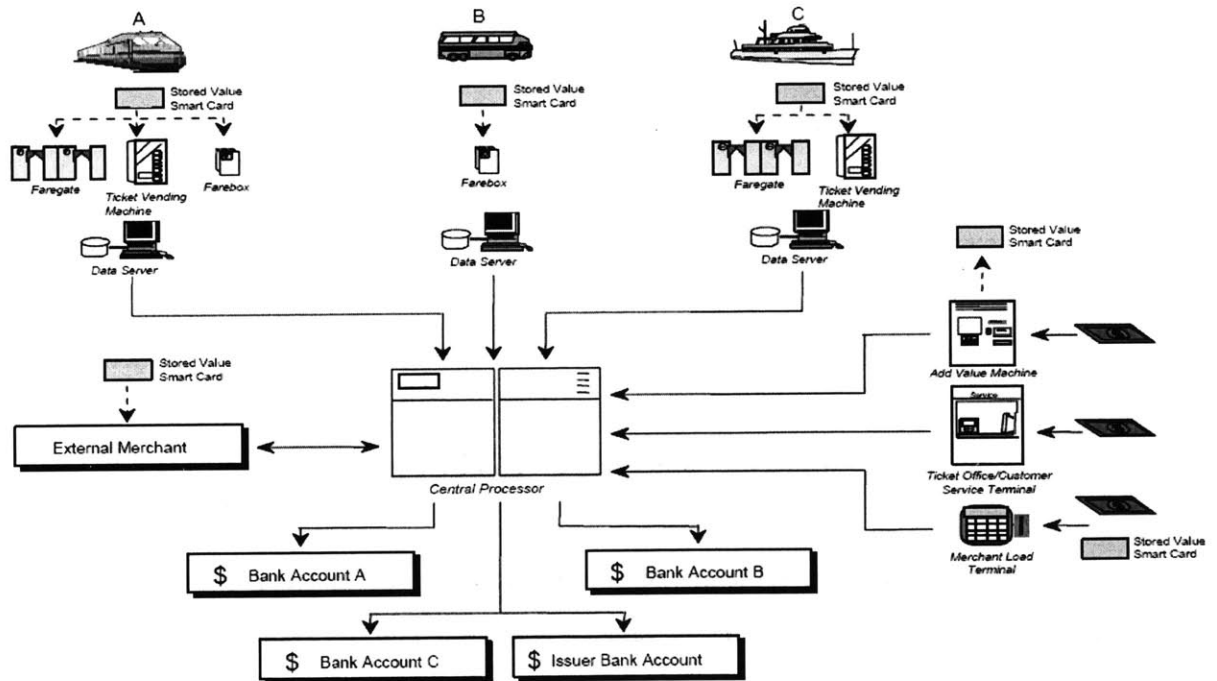 A
B
C
Stored Value
Smart Card
Stored Value
Smart Card
Stored Value
Smart Card
Faregate
Ticket Vending
Machine
Farebox
Farebox
Faregate
Ticket Vending
Machine
Data Server
Data Server
Data Server
Stored Value
Smart Card
Add Value Machine
Stored Value
Smart Card
External Merchant
Central Processor
Service
Ticket Office/Customer
Service Terminal
Merchant Load
Terminal
Stored Value
Smart Card
$ Bank Account A
$ Bank Account B
$ Bank Account C
$ Issuer Bank Account